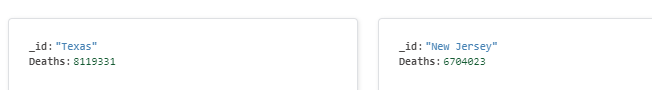 _id: "Texas"
Deaths: 8119331
_id: "New Jersey"
Deaths: 6704023